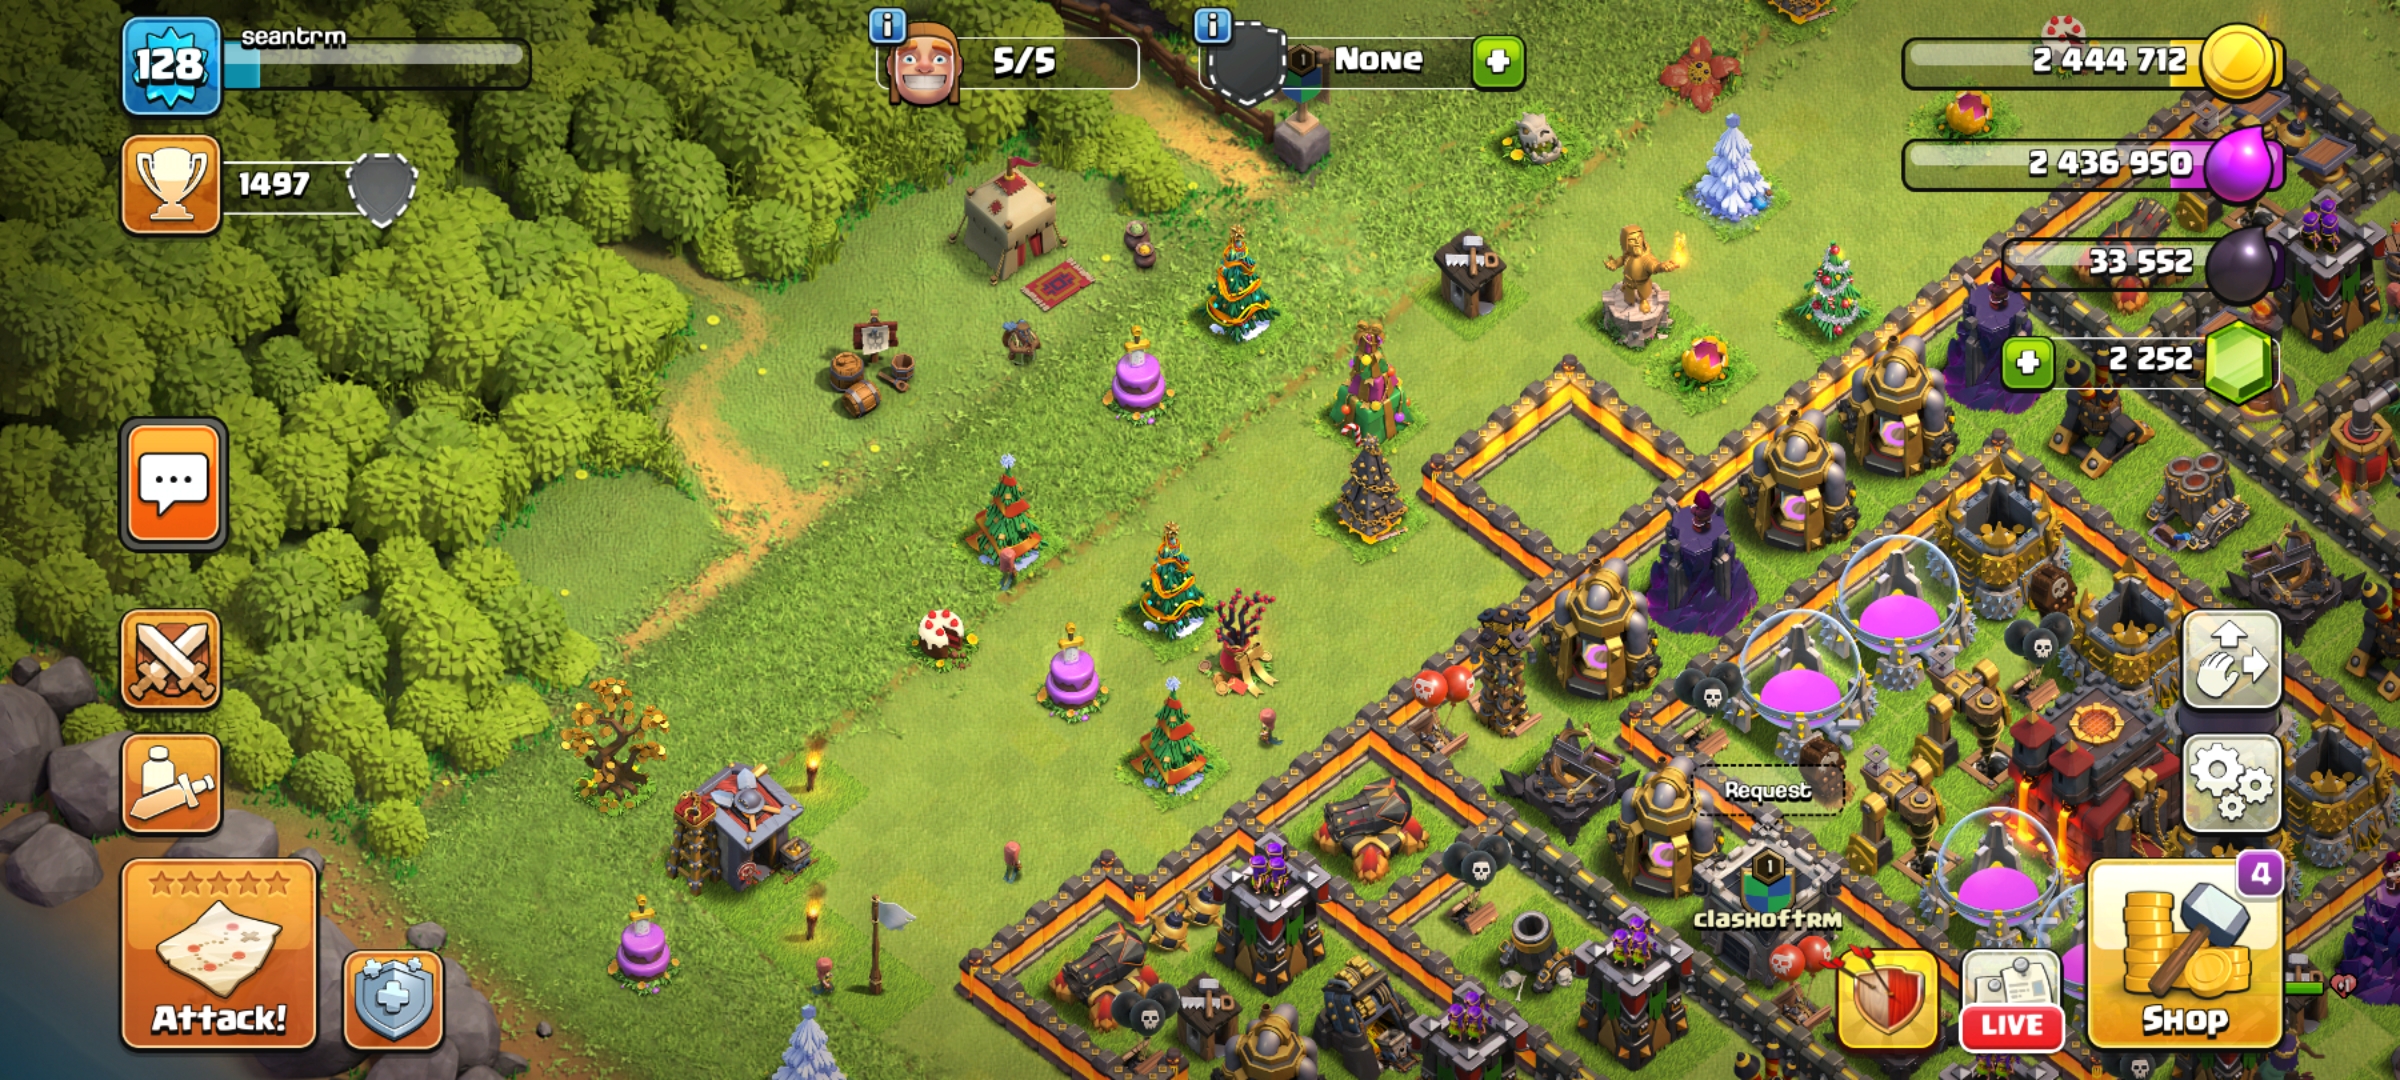 128
seantrm
5/5
None
2 444 712
1497
2 436 950
33 552
2 252
Request
1
clashoftRM
4
Attack!
LIVE
Shop